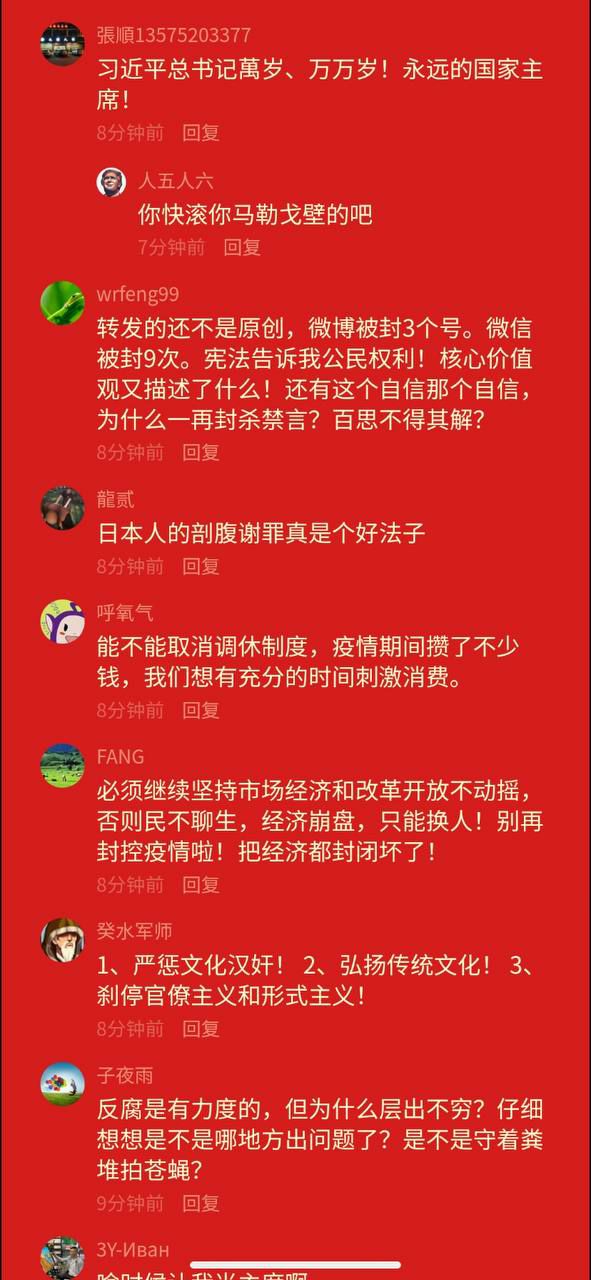 張順13575203377
习近平总书记萬岁、万万岁！永远的国家主
席！
8分钟前 回复
人五人六
你快滚你马勒戈壁的吧
7分钟前 回复
wrfeng99
转发的还不是原创，微博被封3个号。微信
被封9次。宪法告诉我公民权利！核心价值
观又描述了什么！还有这个自信那个自信，
为什么一再封杀禁言？百思不得其解？
8分钟前 回复
龍贰
日本人的剖腹谢罪真是个好法子
8分钟前 回复
呼氧气
能不能取消调休制度，疫情期间攒了不少
钱，我们想有充分的时间刺激消费。
8分钟前 回复
FANG
必须继续坚持市场经济和改革开放不动摇，
否则民不聊生，经济崩盘，只能换人！别再
封控疫情啦！把经济都封闭坏了！
8分钟前 回复
癸水军师
1、严惩文化汉奸！ 2、弘扬传统文化！ 3、
刹停官僚主义和形式主义！
8分钟前 回复
子夜雨
反腐是有力度的，但为什么层出不穷？仔细
想想是不是哪地方出问题了？是不是守着粪
堆拍苍蝇？
9分钟前 回复
3Y-Иван
啥时候让我当主席啊